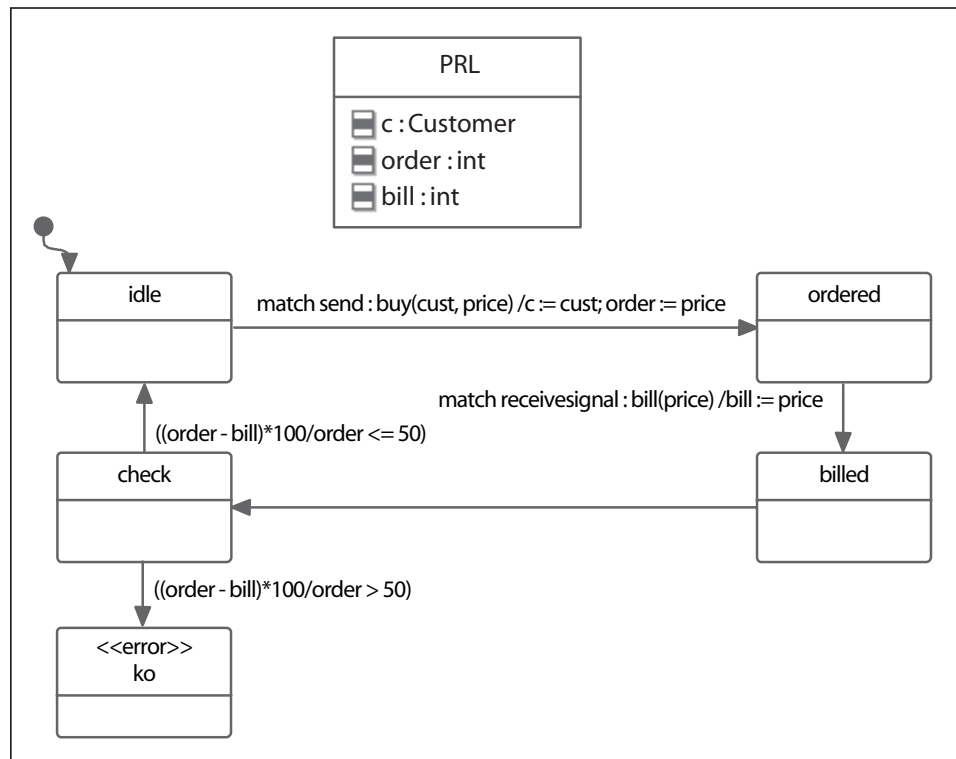 PRL
c : Customer
order : int
bill : int
idle
match send : buy(cust, price) /c := cust; order := price
ordered
match receivesignal : bill(price) /bill := price
((order - bill)*100/order <= 50)
check
billed
((order - bill)*100/order > 50)
<<error>>
ko